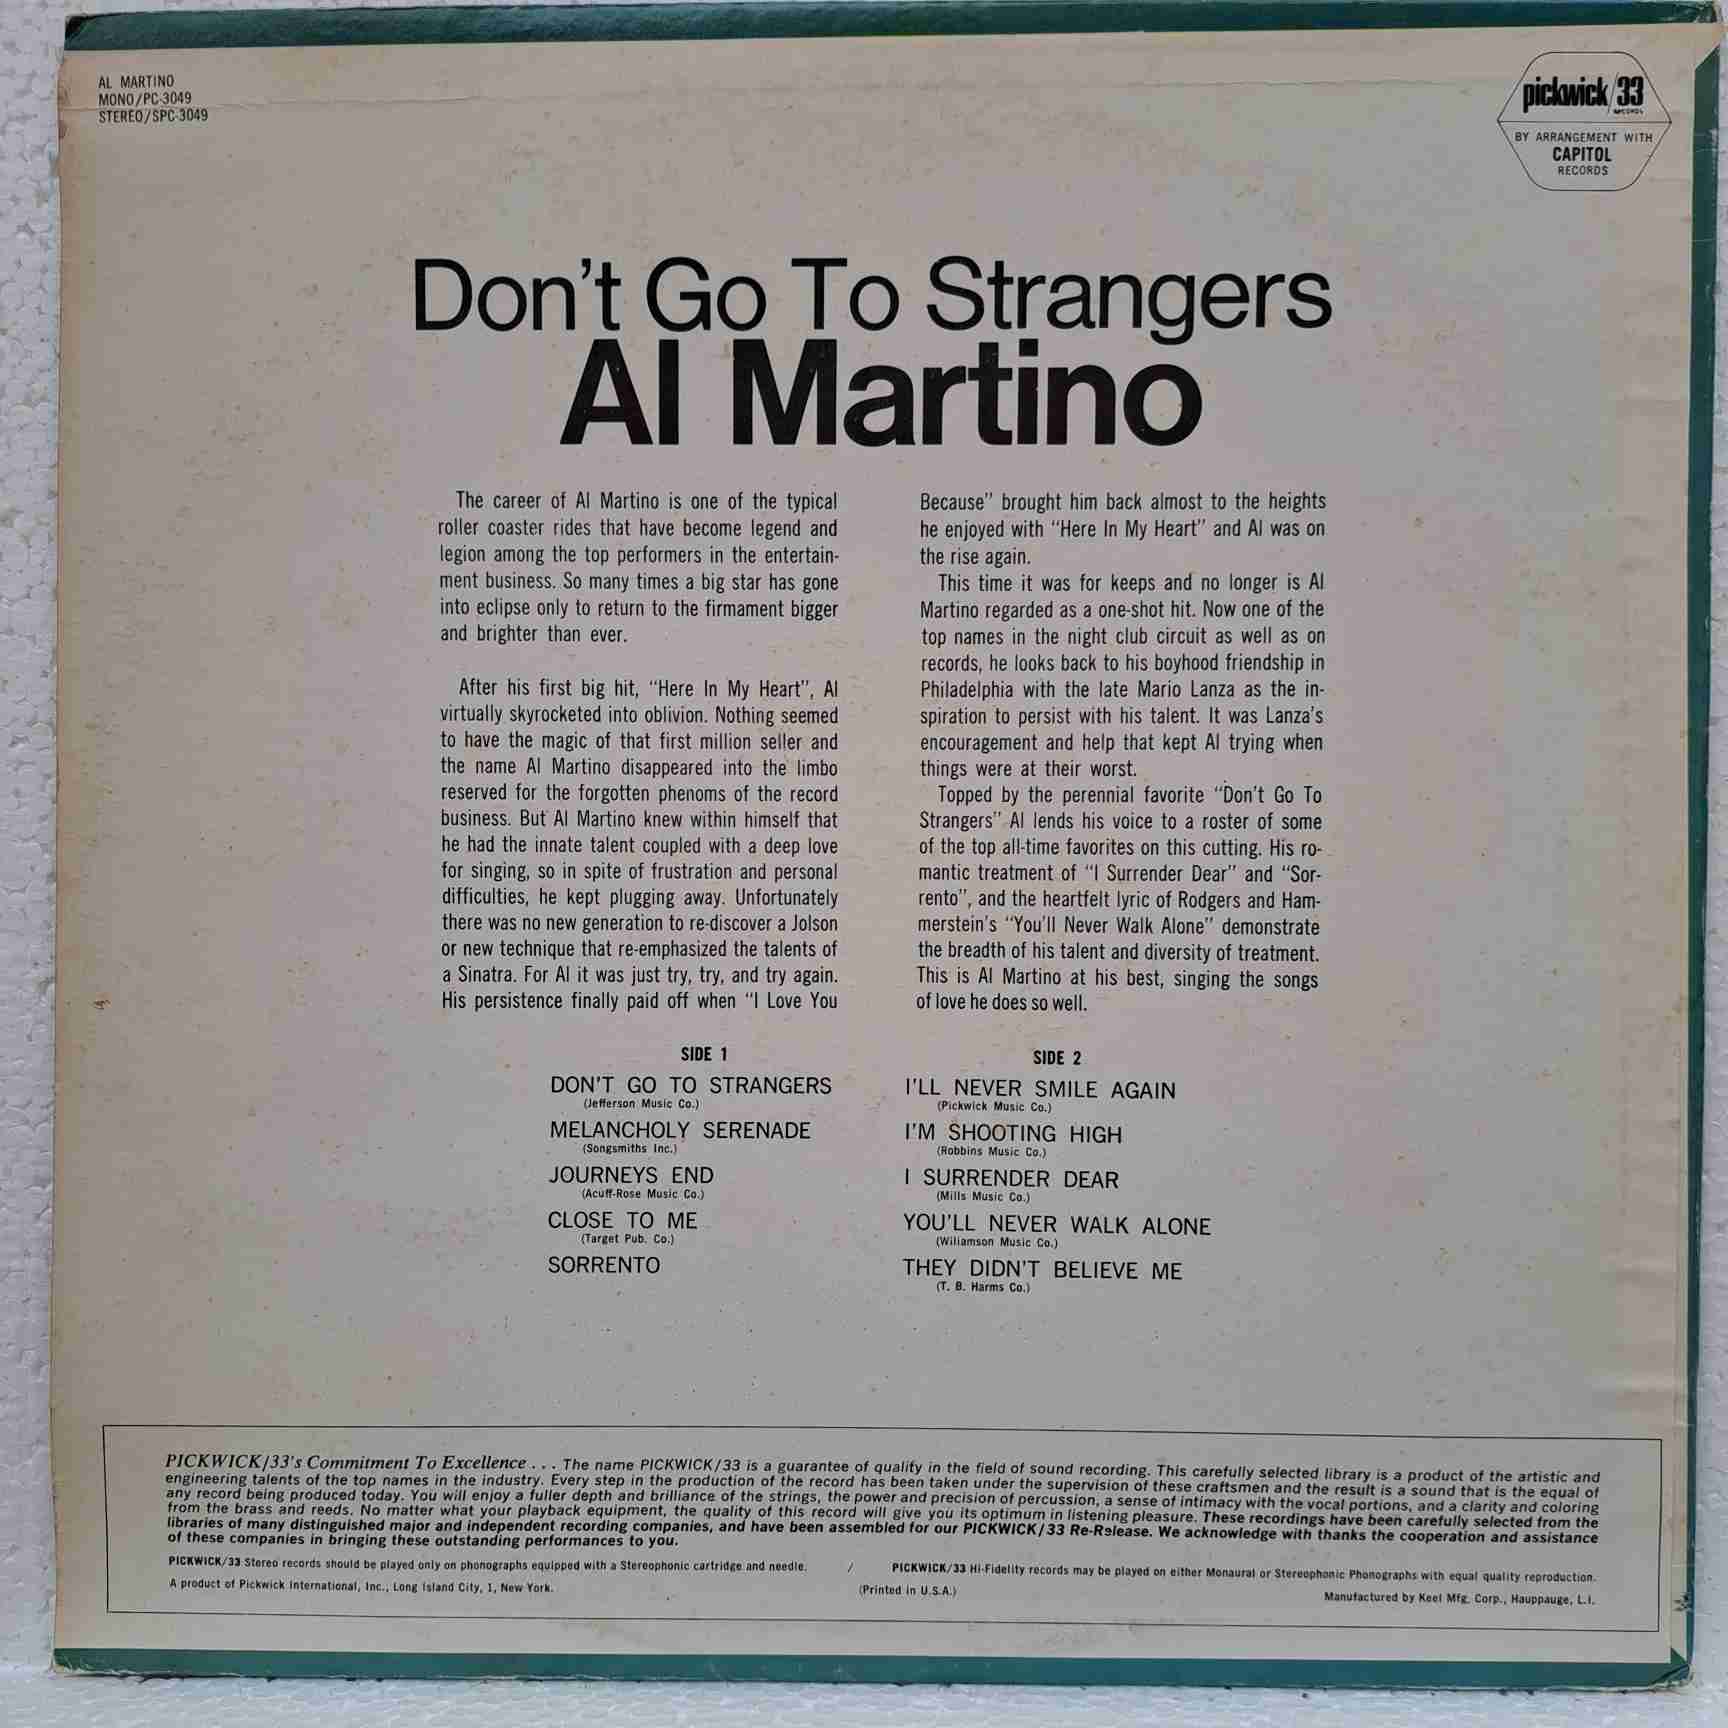 AL MARTINO
MONO/PC-3049
STEREO/SPC-3049
pickwick/33
RECORDS
BY ARRANGEMENT WITH
CAPITOL
RECORDS
Don't Go To Strangers
Al Martino
The career of Al Martino is one of the typical
roller coaster rides that have become legend and
legion among the top performers in the entertain-
ment business. So many times a big star has gone
into eclipse only to return to the firmament bigger
and brighter than ever.
After his first big hit, "Here In My Heart", Al
virtually skyrocketed into oblivion. Nothing seemed
to have the magic of that first million seller and
the name Al Martino disappeared into the limbo
reserved for the forgotten phenoms of the record
business. But Al Martino knew within himself that
he had the innate talent coupled with a deep love
for singing, so in spite of frustration and personal
difficulties, he kept plugging away. Unfortunately
there was no new generation to re-discover a Jolson
or new technique that re-emphasized the talents of
a Sinatra. For Al it was just try, try, and try again.
His persistence finally paid off when "I Love You
Because" brought him back almost to the heights
he enjoyed with "Here In My Heart" and Al was on
the rise again.
This time it was for keeps and no longer is Al
Martino regarded as a one-shot hit. Now one of the
top names in the night club circuit as well as on
records, he looks back to his boyhood friendship in
Philadelphia with the late Mario Lanza as the in-
spiration to persist with his talent. It was Lanza's
encouragement and help that kept Al trying when
things were at their worst.
Topped by the perennial favorite "Don't Go To
Strangers" Al lends his voice to a roster of some
of the top all-time favorites on this cutting. His ro-
mantic treatment of "I Surrender Dear" and "Sor-
rento", and the heartfelt lyric of Rodgers and Ham-
merstein's "You'll Never Walk Alone" demonstrate
the breadth of his talent and diversity of treatment.
This is Al Martino at his best, singing the songs
of love he does so well.
SIDE 1
DON'T GO TO STRANGERS
(Jefferson Music Co.)
MELANCHOLY SERENADE
(Songsmiths Inc.)
JOURNEYS END
(Acuff-Rose Music Co.)
CLOSE TO ME
(Target Pub. Co.)
SORRENTO
SIDE 2
I'LL NEVER SMILE AGAIN
(Pickwick Music Co.)
I'M SHOOTING HIGH
(Robbins Music Co.)
I SURRENDER DEAR
(Mills Music Co.)
YOU'LL NEVER WALK ALONE
(Wiliamson Music Co.)
THEY DIDN'T BELIEVE ME
(T. B. Harms Co.)
PICKWICK/33's Commitment To Excellence . . . The name PICKWICK/33 is a guarantee of quality in the field of sound recording. This carefully selected library is a product of the artistic and
engineering talents of the top names in the industry. Every step in the production of the record has been taken under the supervision of these craftsmen and the result is a sound that is the equal of
any record being produced today. You will enjoy a fuller depth and brilliance of the strings, the power and precision of percussion, a sense of intimacy with the vocal portions, and a clarity and coloring
from the brass and reeds. No matter what your playback equipment, the quality of this record will give you its optimum in listening pleasure. These recordings have been carefully selected from the
libraries of many distinguished major and independent recording companies, and have been assembled for our PICKWICK/33 Re-Release. We acknowledge with thanks the cooperation and assistance
of these companies in bringing these outstanding performances to you.
PICKWICK/33 Stereo records should be played only on phonographs equipped with a Stereophonic cartridge and needle. / PICKWICK/33 Hi-Fidelity records may be played on either Monaural or Stereophonic Phonographs with equal quality reproduction.
A product of Pickwick International, Inc., Long Island City, 1, New York. (Printed in U.S.A.) Manufactured by Keel Mfg. Corp., Hauppauge, L.I.